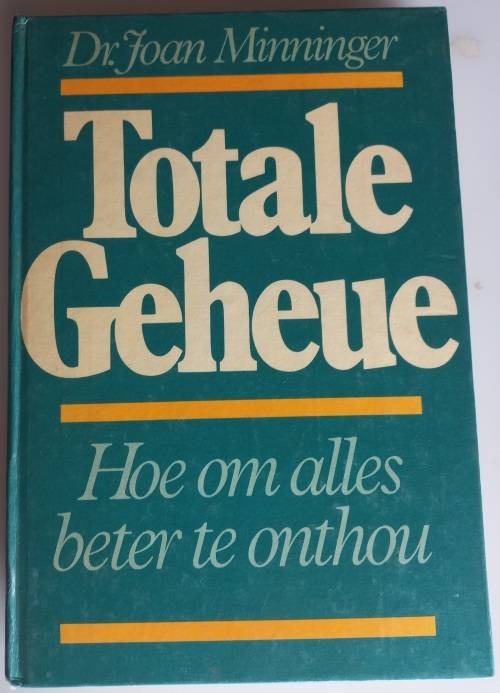 Dr. Joan Minninger
Totale
Geheue
Hoe om alles
beter te onthou